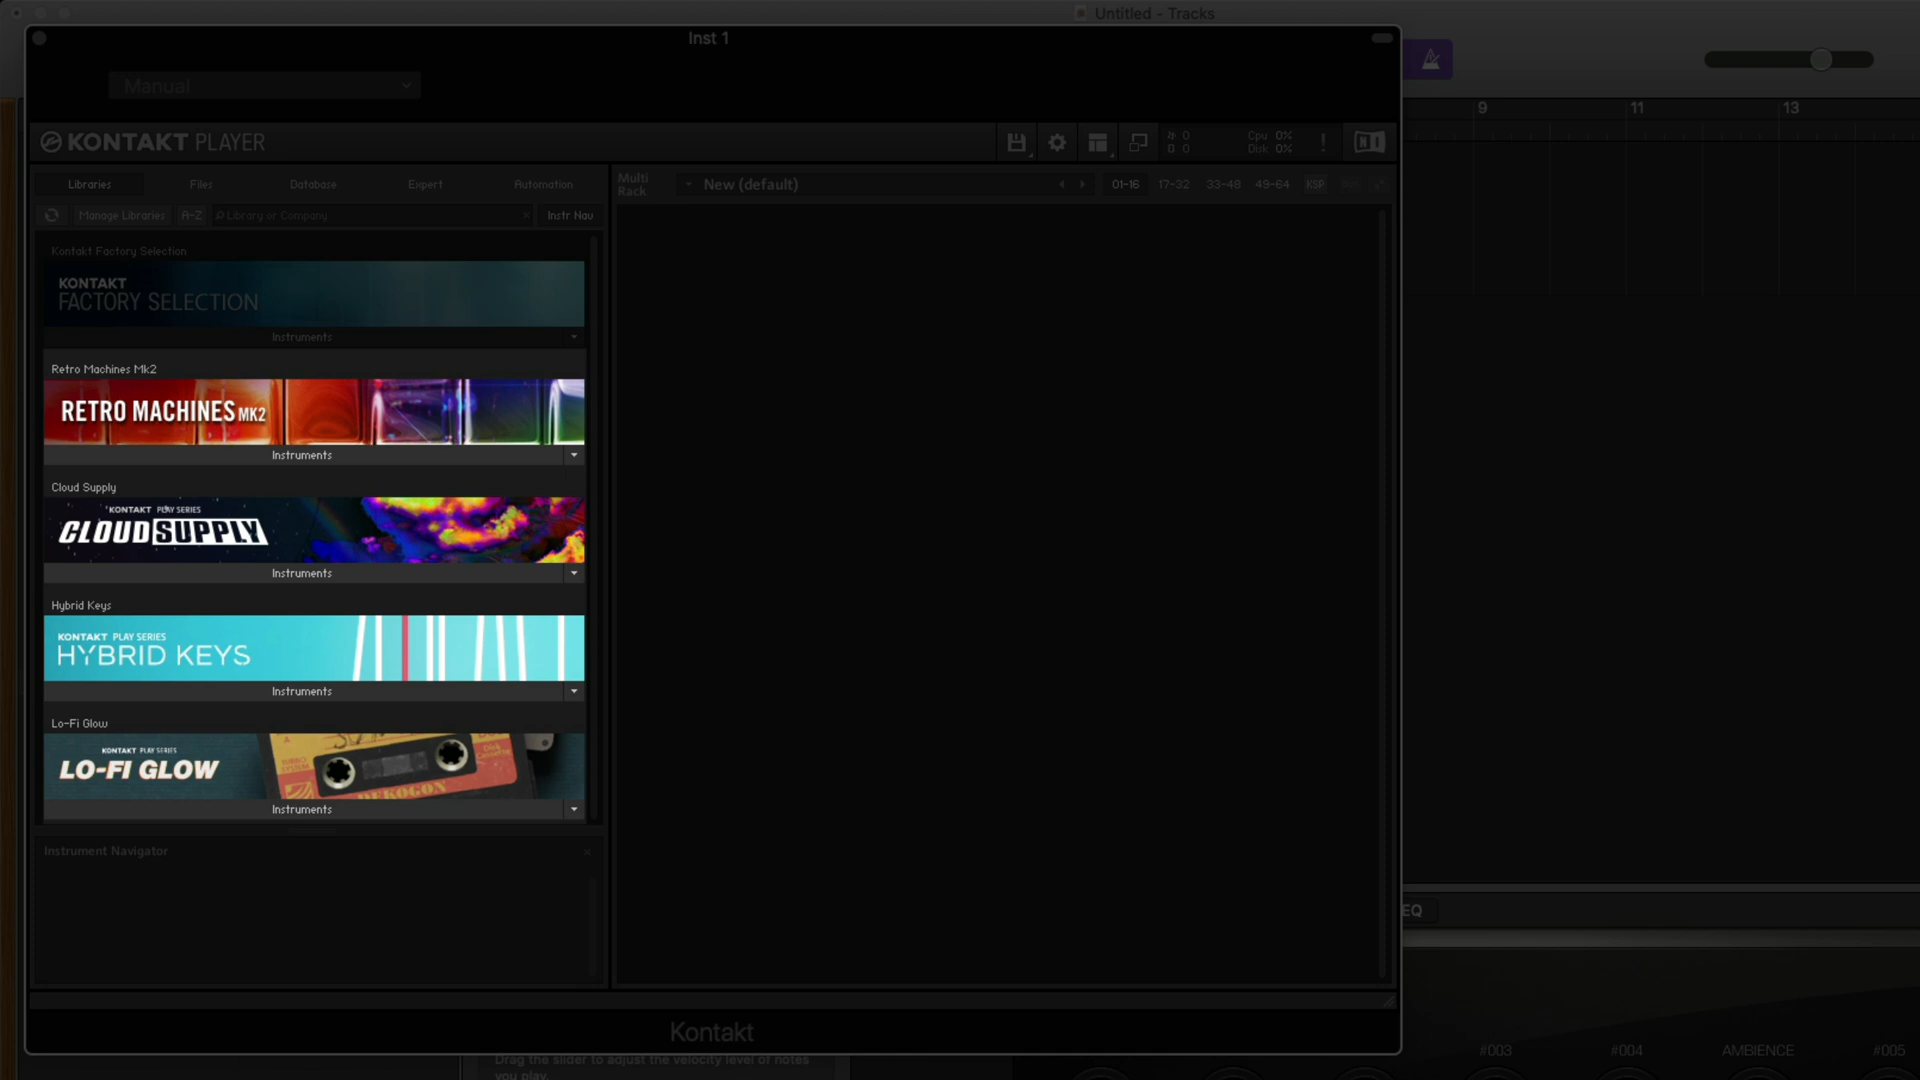 Untitled - Tracks
Inst 1
Manual
9
11
13
KONTAKT PLAYER
0
0 0
Cpu 0%
Disk 0%
!
NI
Libraries
Files
Database
Expert
Automation
Multi
Rack
New (default)
01-16
17-32
33-48
49-64
KSP
Manage Libraries
A-Z
Library or Company
Instr Nav
Kontakt Factory Selection
KONTAKT
FACTORY SELECTION
Instruments
Retro Machines Mk2
RETRO MACHINES MK2
Instruments
Cloud Supply
KONTAKT PLAY SERIES
CLOUD SUPPLY
Instruments
Hybrid Keys
KONTAKT PLAY SERIES
HYBRID KEYS
Instruments
Lo-Fi Glow
KONTAKT PLAY SERIES
LO-FI GLOW
A
DEKOGON
Instruments
Instrument Navigator
EQ
Kontakt
Drag the slider to adjust the velocity level of notes
you play.
#003
#004
AMBIENCE
#005